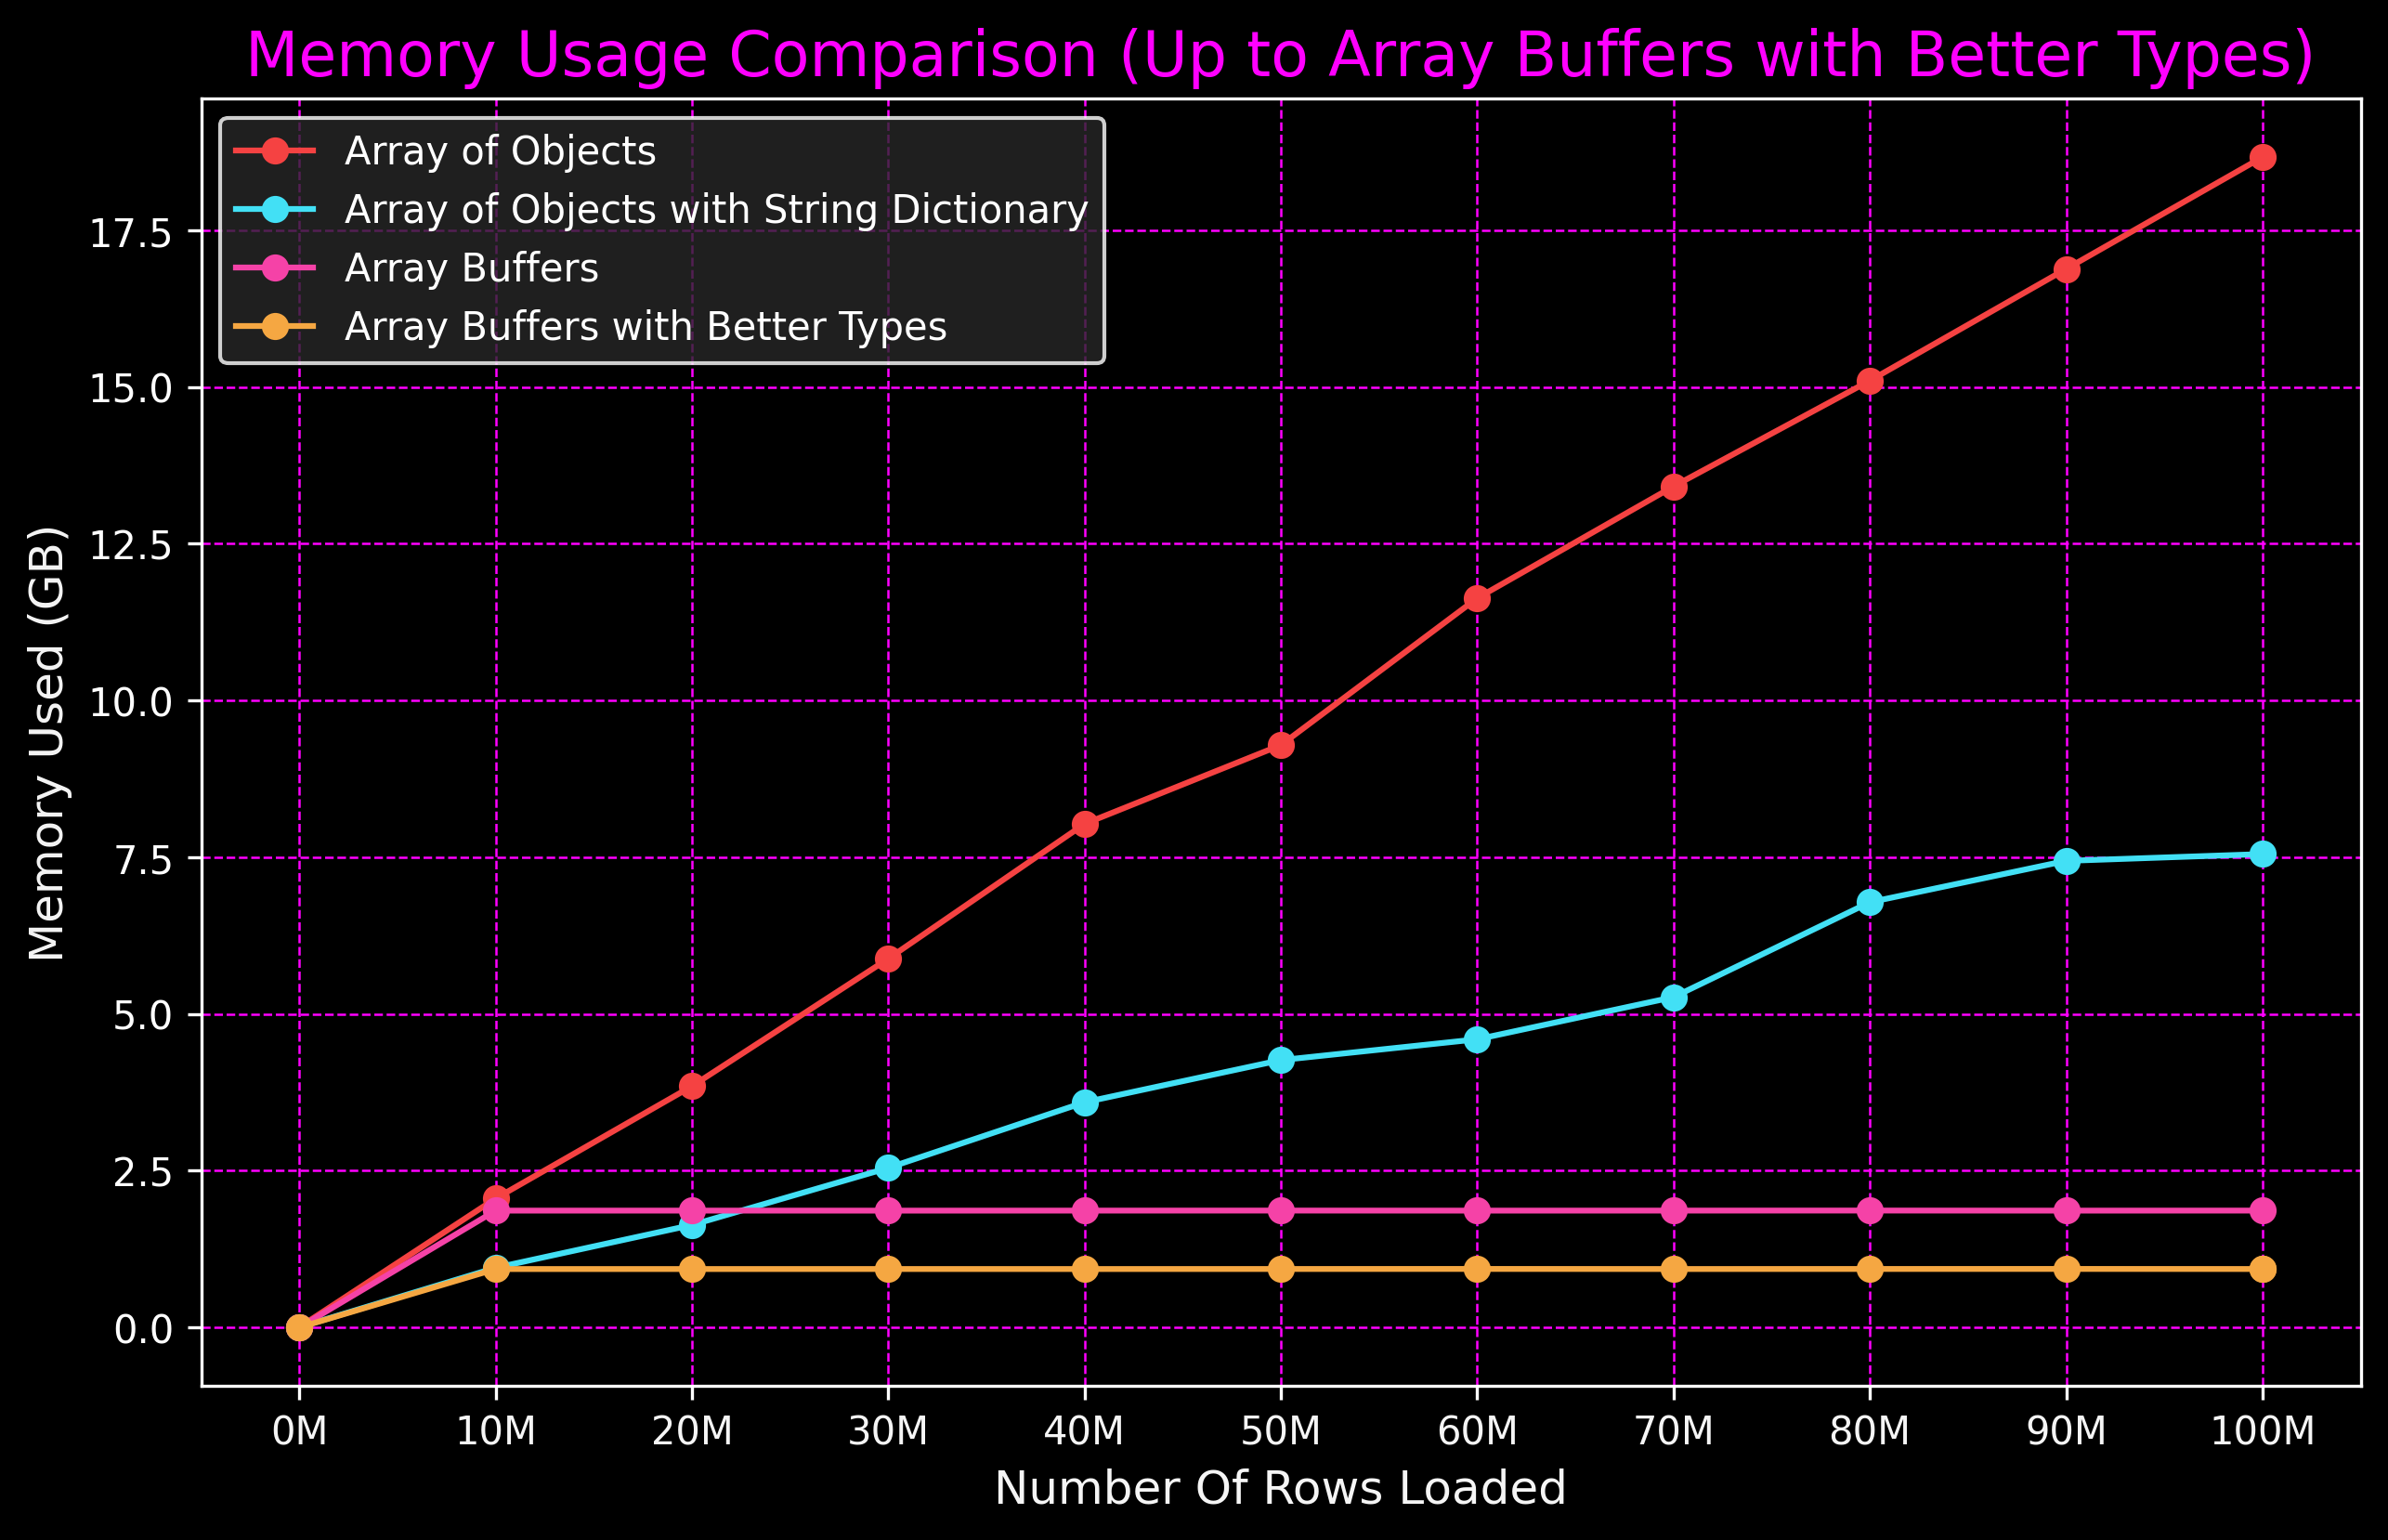 Memory Usage Comparison (Up to Array Buffers with Better Types)
Array of Objects
Array of Objects with String Dictionary
Array Buffers
Array Buffers with Better Types
Memory Used (GB)
17.5
15.0
12.5
10.0
7.5
5.0
2.5
0.0
0M 10M 20M 30M 40M 50M 60M 70M 80M 90M 100M
Number Of Rows Loaded